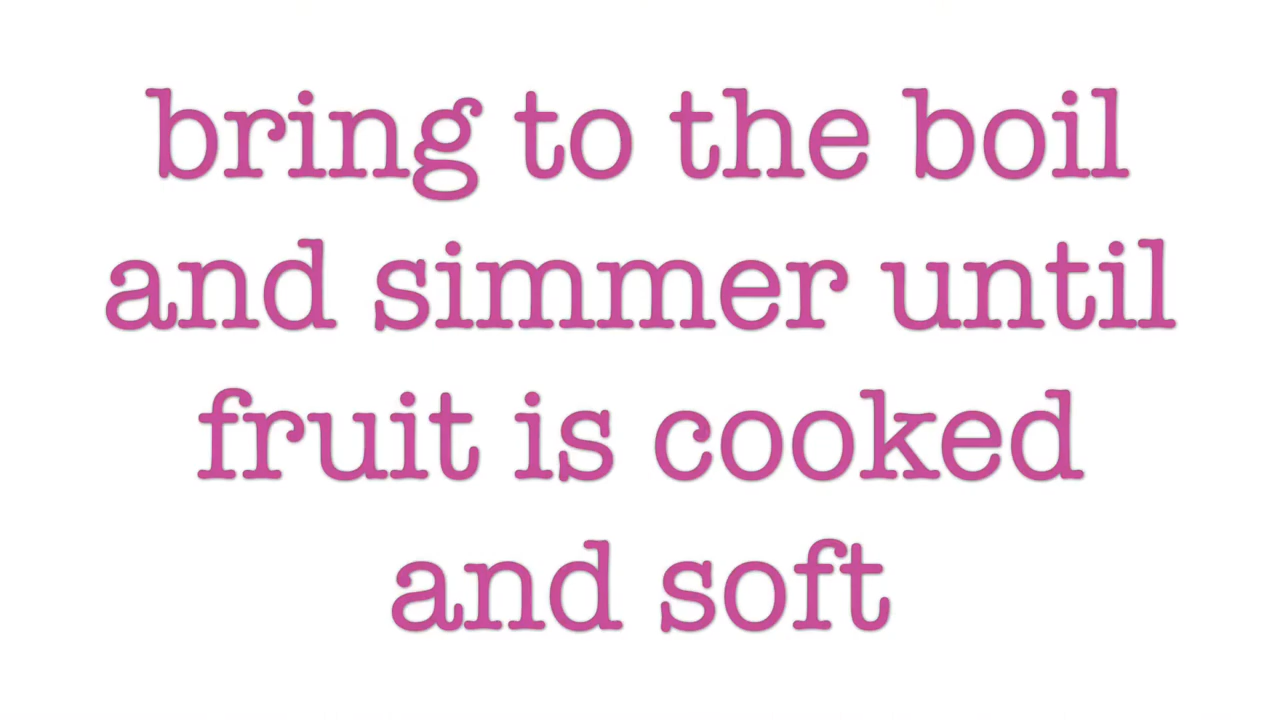 bring to the boil
and simmer until
fruit is cooked
and soft